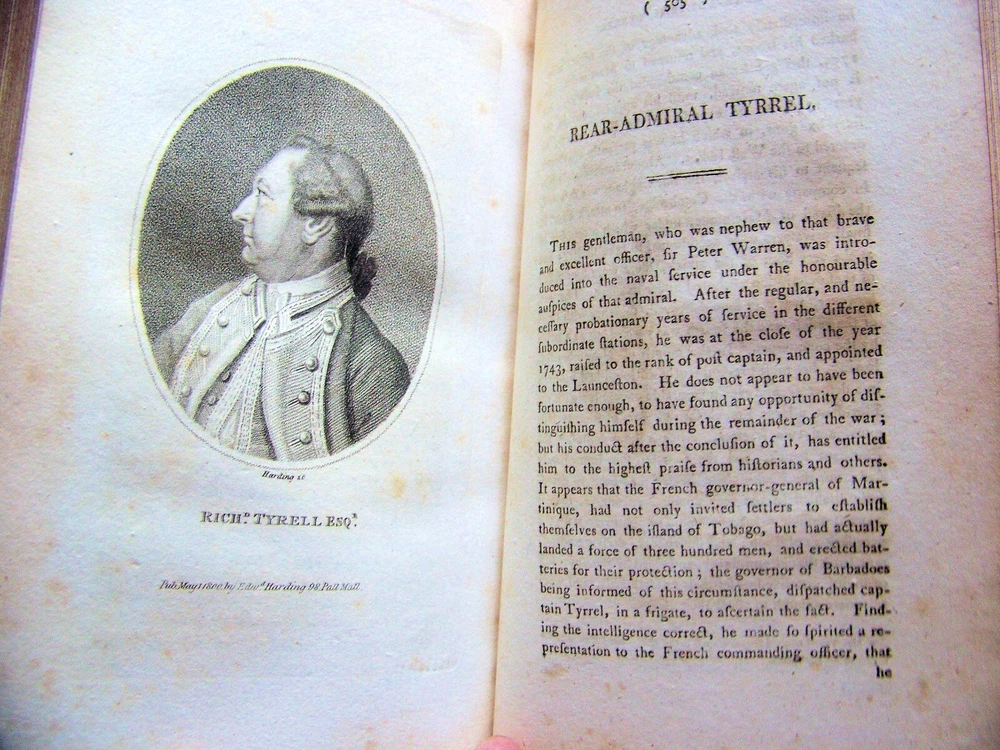 Harding sc
RICHD. TYRELL ESQR.
Pub. May 1 1800. by Edwd. Harding 98 Pall Mall
( 505 )
REAR-ADMIRAL TYRREL.
THIS gentleman, who was nephew to that brave
and excellent officer, ſir Peter Warren, was intro-
duced into the naval ſervice under the honourable
auſpices of that admiral. After the regular, and ne-
ceſſary probationary years of ſervice in the different
ſubordinate ſtations, he was at the cloſe of the year
1743, raiſed to the rank of poſt captain, and appointed
to the Launceſton. He does not appear to have been
fortunate enough, to have found any opportunity of diſ-
tinguiſhing himſelf during the remainder of the war;
but his conduct after the concluſion of it, has entitled
him to the higheſt praiſe from hiſtorians and others.
It appears that the French governor-general of Mar-
tinique, had not only invited ſettlers to eſtabliſh
themſelves on the iſland of Tobago, but had actually
landed a force of three hundred men, and erected bat-
teries for their protection; the governor of Barbadoes
being informed of this circumſtance, diſpatched cap-
tain Tyrrel, in a frigate, to aſcertain the fact. Find-
ing the intelligence correct, he made ſo ſpirited a re-
preſentation to the French commanding officer, that
he